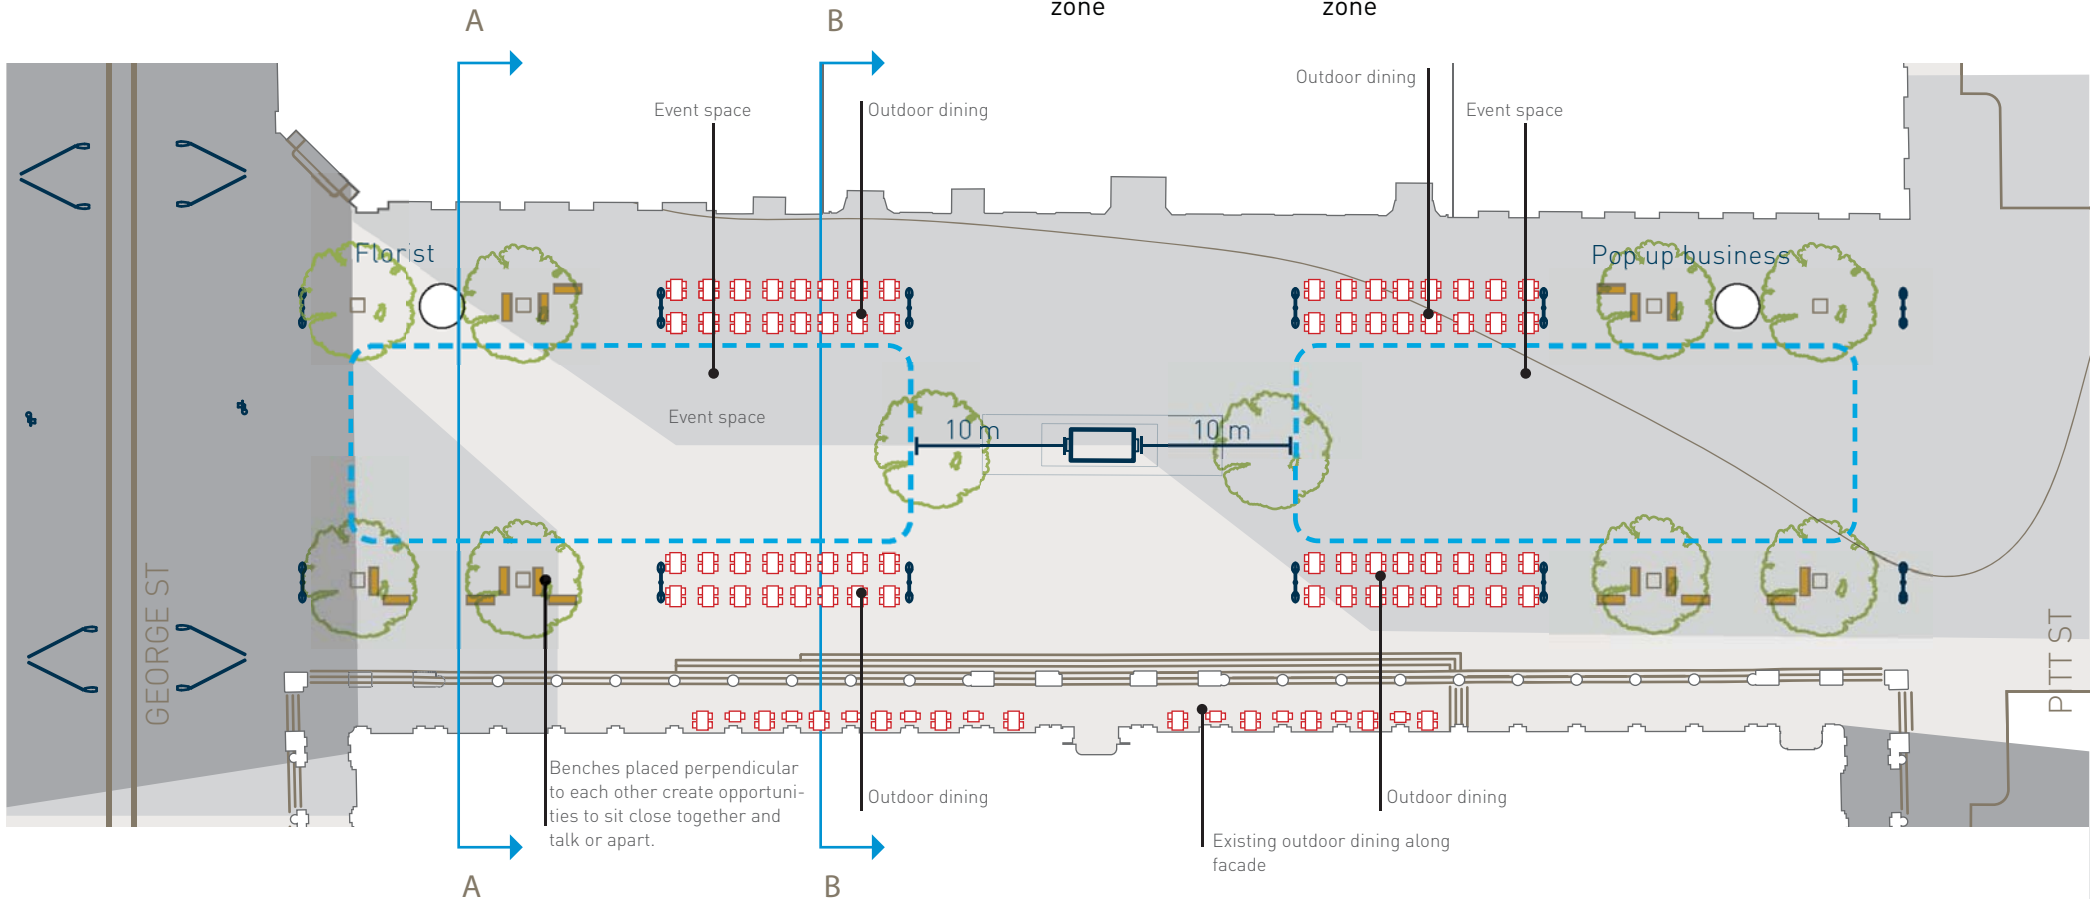 zone
zone
A
B
Outdoor dining
Event space
Outdoor dining
Event space
Florist
Pop up business
Event space
10 m
10 m
GEORGE ST
PITT ST
Benches placed perpendicular
to each other create opportuni-
ties to sit close together and
talk or apart.
Outdoor dining
Outdoor dining
Existing outdoor dining along
facade
A
B